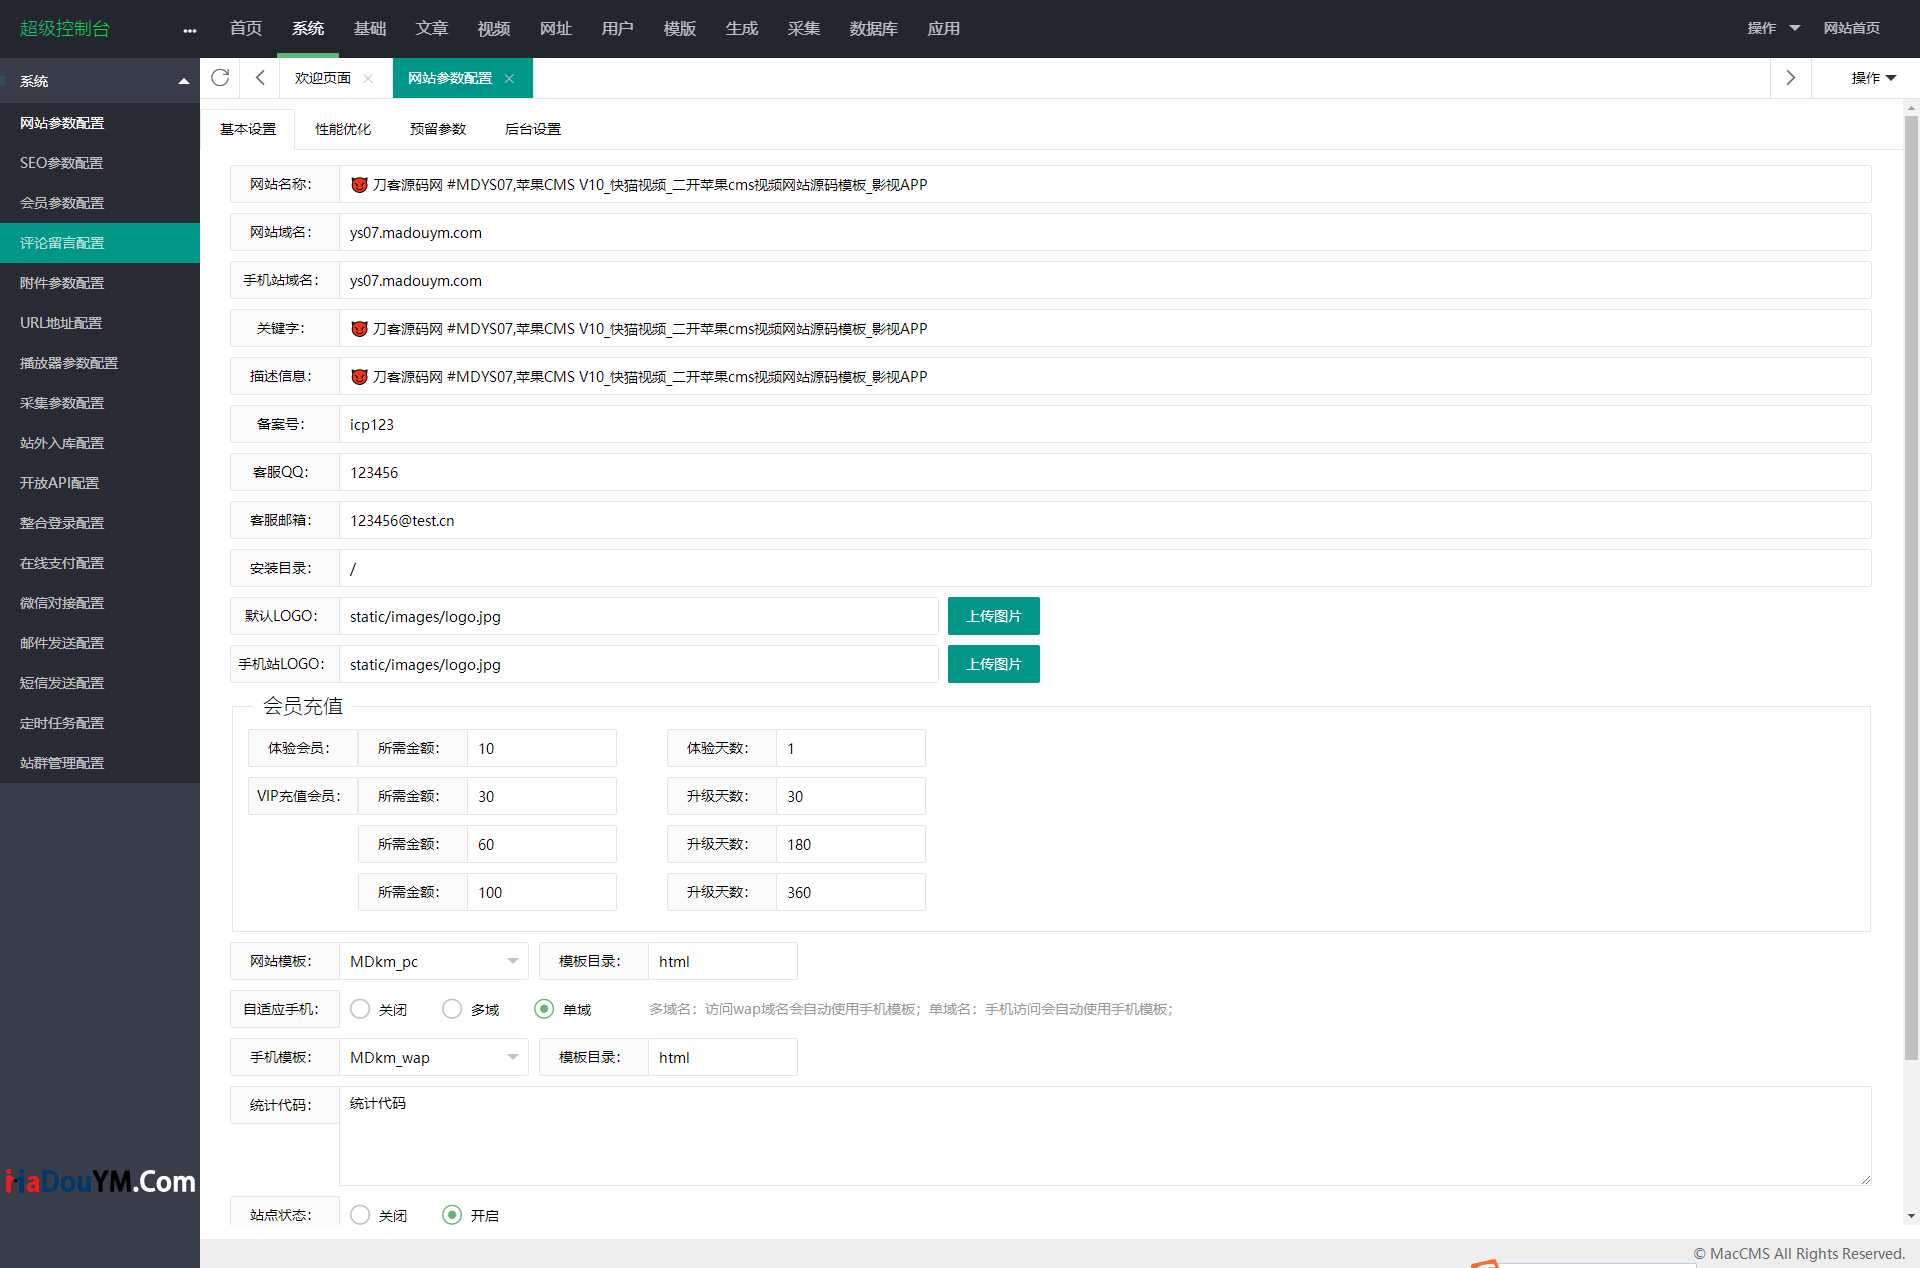 超级控制台 ... 首页 系统 基础 文章 视频 网址 用户 模版 生成 采集 数据库 应用 操作 网站首页
系统
欢迎页面 网站参数配置 操作
网站参数配置
SEO参数配置
会员参数配置
评论留言配置
附件参数配置
URL地址配置
播放器参数配置
采集参数配置
站外入库配置
开放API配置
整合登录配置
在线支付配置
微信对接配置
邮件发送配置
短信发送配置
定时任务配置
站群管理配置
基本设置 性能优化 预留参数 后台设置
网站名称： 😈 刀客源码网 #MDYS07,苹果CMS V10_快猫视频_二开苹果cms视频网站源码模板_影视APP
网站域名： ys07.madouym.com
手机站域名： ys07.madouym.com
关键字： 😈 刀客源码网 #MDYS07,苹果CMS V10_快猫视频_二开苹果cms视频网站源码模板_影视APP
描述信息： 😈 刀客源码网 #MDYS07,苹果CMS V10_快猫视频_二开苹果cms视频网站源码模板_影视APP
备案号： icp123
客服QQ： 123456
客服邮箱： 123456@test.cn
安装目录： /
默认LOGO： static/images/logo.jpg 上传图片
手机站LOGO： static/images/logo.jpg 上传图片
会员充值
体验会员： 所需金额： 10 体验天数： 1
VIP充值会员： 所需金额： 30 升级天数： 30
所需金额： 60 升级天数： 180
所需金额： 100 升级天数： 360
网站模板： MDkm_pc 模板目录： html
自适应手机： 关闭 多域 单域 多域名：访问wap域名会自动使用手机模板；单域名：手机访问会自动使用手机模板；
手机模板： MDkm_wap 模板目录： html
统计代码： 统计代码
站点状态： 关闭 开启
MaDouYM.Com
© MacCMS All Rights Reserved.